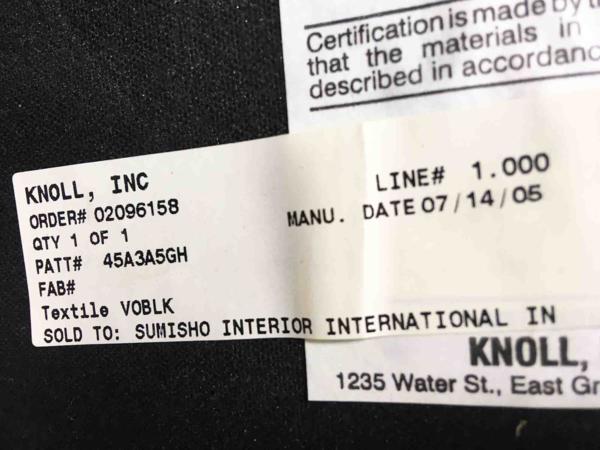 Certification is made by
that the materials in
described in accordanc
KNOLL, INC
LINE# 1.000
ORDER# 02096158
MANU. DATE 07/14/05
QTY 1 OF 1
PATT# 45A3A5GH
FAB#
Textile VOBLK
SOLD TO: SUMISHO INTERIOR INTERNATIONAL IN
KNOLL,
1235 Water St., East Gr